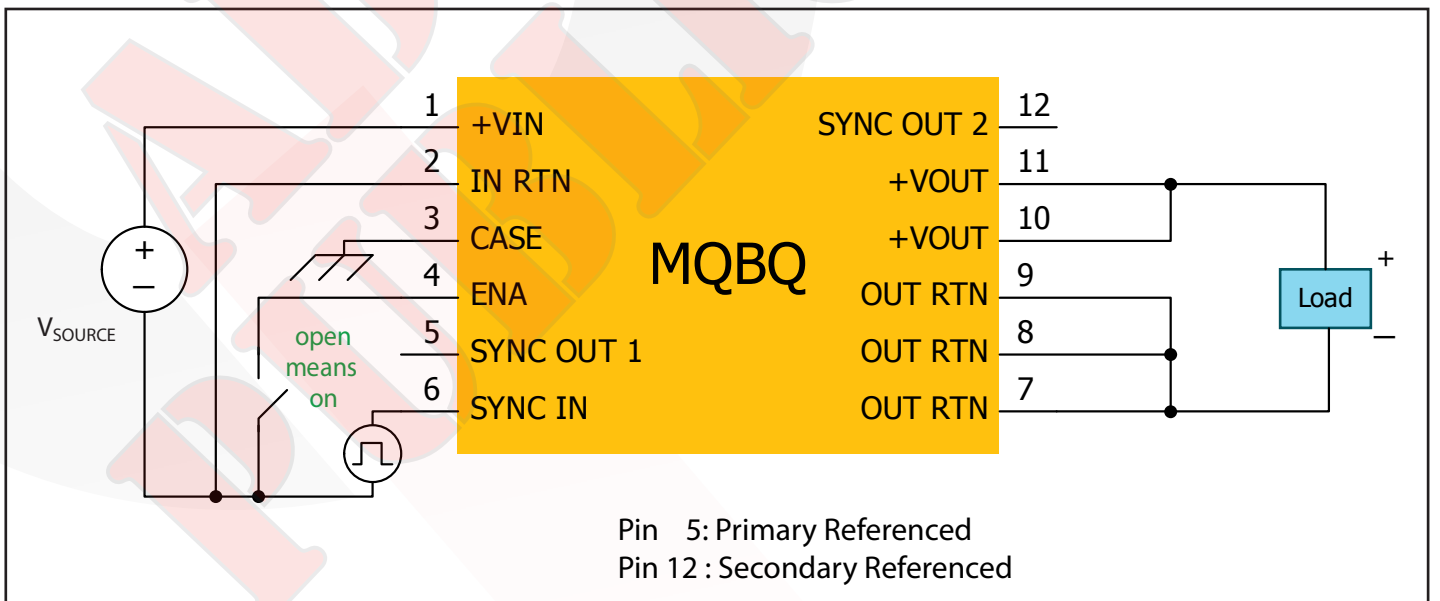 1 +VIN
2 IN RTN
3 CASE
4 ENA
5 SYNC OUT 1
6 SYNC IN
MQBQ
SYNC OUT 2 12
+VOUT 11
+VOUT 10
OUT RTN 9
OUT RTN 8
OUT RTN 7
+
–
VSOURCE
open
means
on
+
Load
–
Pin 5: Primary Referenced
Pin 12 : Secondary Referenced